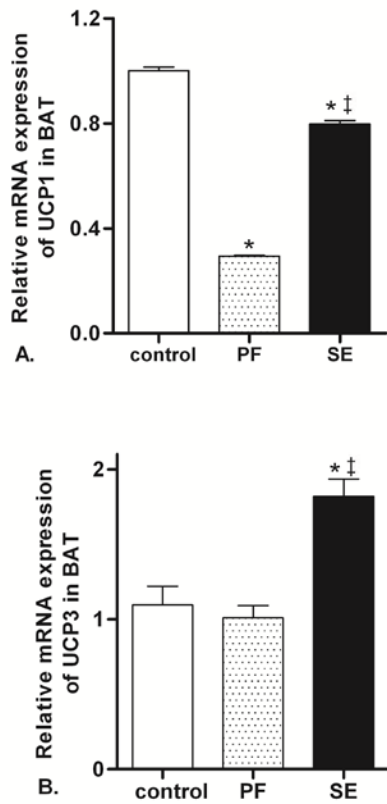 Relative mRNA expression
of UCP1 in BAT
1.2
0.8
0.4
0.0
*
* ‡
control PF SE
A.
Relative mRNA expression
of UCP3 in BAT
2
1
0
* ‡
control PF SE
B.